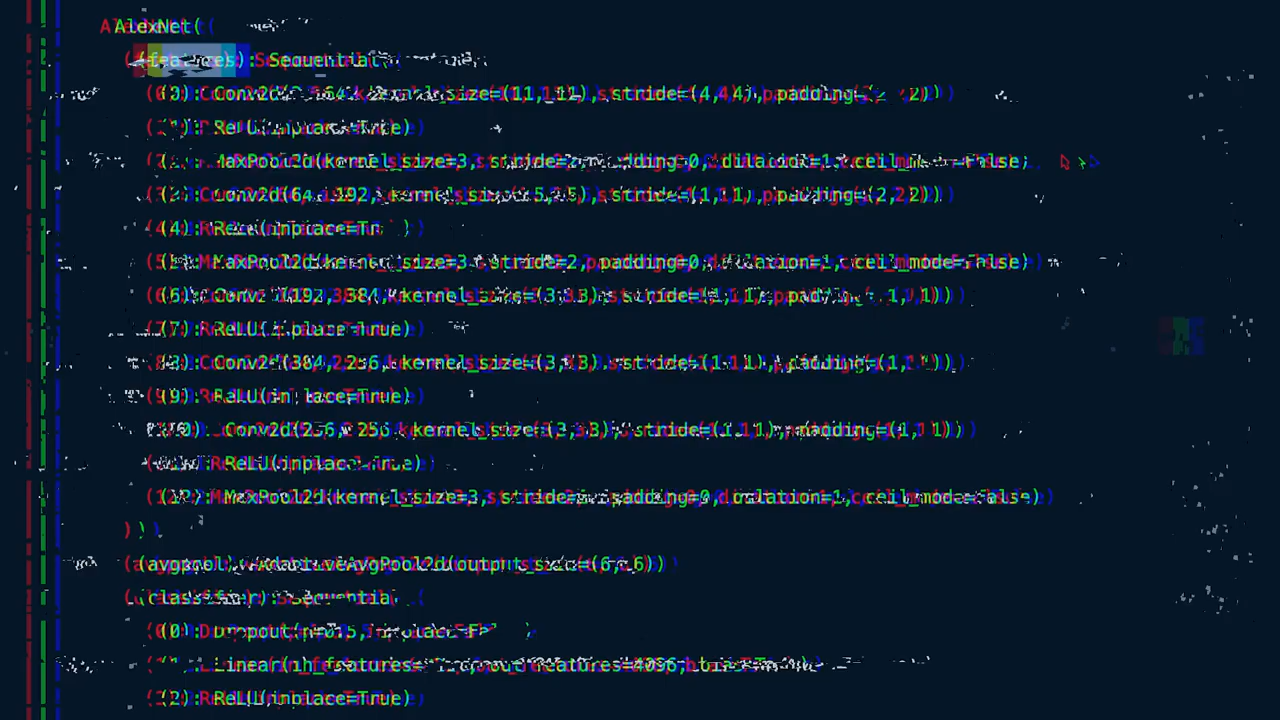 AlexNet(
(features): Sequential(
(0): Conv2d( 64, kernel_size=(11, 11), stride=(4, 4), padding=(2, 2))
(1): ReLU(inplace=True)
(2): MaxPool2d(kernel_size=3, stride=2, padding=0, dilation=1, ceil_mode=False)
(3): Conv2d(64, 192, kernel_size=(5, 5), stride=(1, 1), padding=(2, 2))
(4): ReLU(inplace=Tr )
(5): MaxPool2d(kernel_size=3, stride=2, padding=0, dilation=1, ceil_mode=False)
(6): Conv2d(192, 384, kernel_size=(3, 3), stride=(1, 1), padding=(1, 1))
(7): ReLU(inplace=True)
(8): Conv2d(384, 256, kernel_size=(3, 3), stride=(1, 1), padding=(1, 1))
(9): ReLU(inplace=True)
(10): Conv2d(256, 256, kernel_size=(3, 3), stride=(1, 1), padding=(1, 1))
ReLU(inplace=True)
(12): MaxPool2d(kernel_size=3, stride=2, padding=0, dilation=1, ceil_mode=False)
)
(avgpool): AdaptiveAvgPool2d(output_size=(6, 6))
(classifier): Sequential(
(0): Dropout(p=0.5, inplace=Fal )
Linear(in_features= out_features=4096,
(2): ReLU(inplace=True)